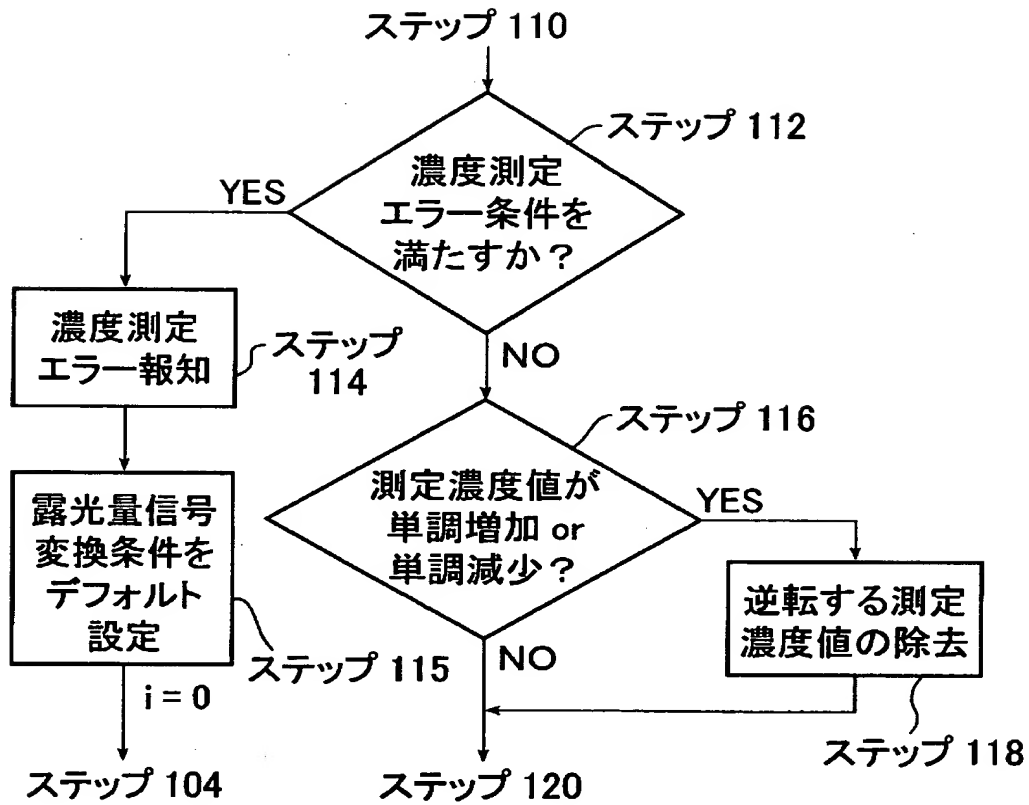 ステップ 110
ステップ 112
濃度測定
エラー条件を
満たすか？
YES
NO
濃度測定
エラー報知
ステップ
114
露光量信号
変換条件を
デフォルト
設定
ステップ 115
i = 0
ステップ 104
ステップ 116
測定濃度値が
単調増加 or
単調減少？
YES
NO
逆転する測定
濃度値の除去
ステップ 118
ステップ 120